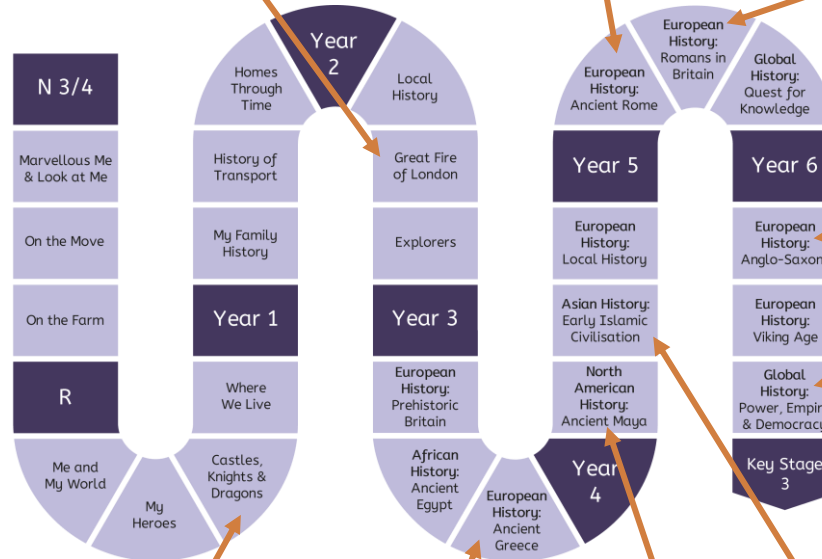 N 3/4
Marvellous Me
& Look at Me
On the Move
On the Farm
R
Me and
My World
My
Heroes
Castles,
Knights &
Dragons
Where
We Live
Year 1
My Family
History
History of
Transport
Homes
Through
Time
Year
2
Local
History
Great Fire
of London
Explorers
Year 3
European
History:
Prehistoric
Britain
African
History:
Ancient
Egypt
European
History:
Ancient
Greece
Year
4
North
American
History:
Ancient Maya
Asian History:
Early Islamic
Civilisation
European
History:
Local History
Year 5
European
History:
Ancient Rome
European
History:
Romans in
Britain
Global
History:
Quest for
Knowledge
Year 6
European
History:
Anglo-Saxon
European
History:
Viking Age
Global
History:
Power, Empir
& Democracy
Key Stage
3